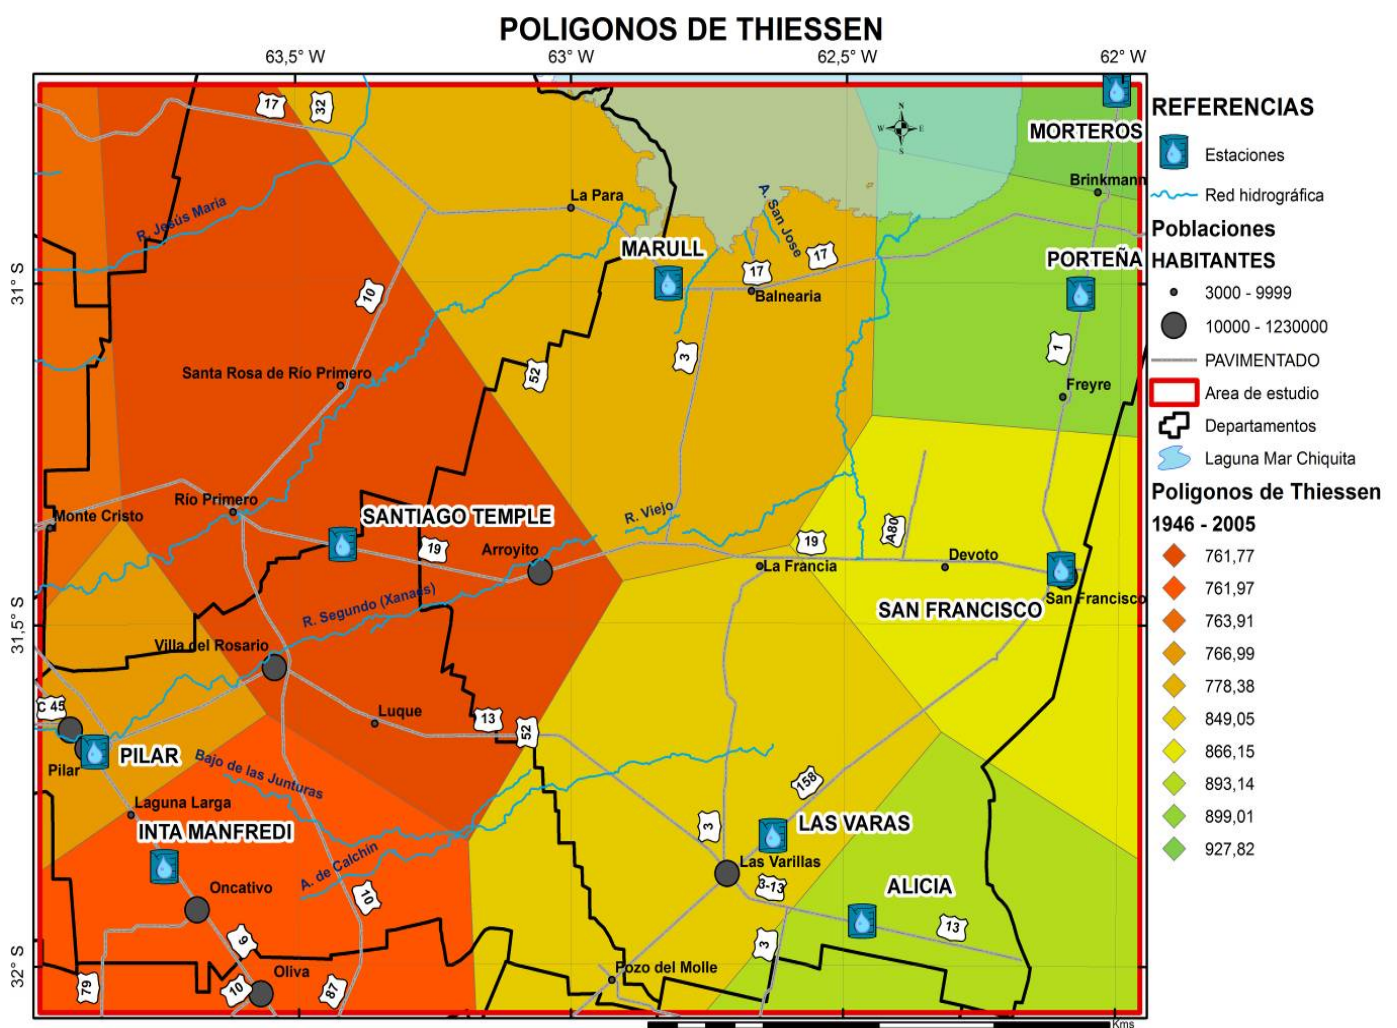 POLIGONOS DE THIESSEN
63,5° W
63° W
62,5° W
62° W
31° S
31,5° S
32° S
17
32
R. Jesús María
La Para
A. San Jose
MORTEROS
Brinkmann
MARULL
17
17
Balnearia
PORTEÑA
10
3
1
52
Santa Rosa de Río Primero
Freyre
Río Primero
Monte Cristo
SANTIAGO TEMPLE
R. Viejo
19
Arroyito
19
A80
La Francia
Devoto
San Francisco
SAN FRANCISCO
R. Segundo (Xanaes)
Villa del Rosario
C 45
Luque
13
52
Pilar
PILAR
Bajo de las Junturas
158
Laguna Larga
INTA MANFREDI
3
LAS VARAS
Las Varillas
A. de Calchín
3-13
ALICIA
Oncativo
10
13
9
3
Oliva
Pozo del Molle
79
10
87
Kms
REFERENCIAS
Estaciones
Red hidrográfica
Poblaciones
HABITANTES
3000 - 9999
10000 - 1230000
PAVIMENTADO
Area de estudio
Departamentos
Laguna Mar Chiquita
Poligonos de Thiessen
1946 - 2005
761,77
761,97
763,91
766,99
778,38
849,05
866,15
893,14
899,01
927,82
N
W
E
S